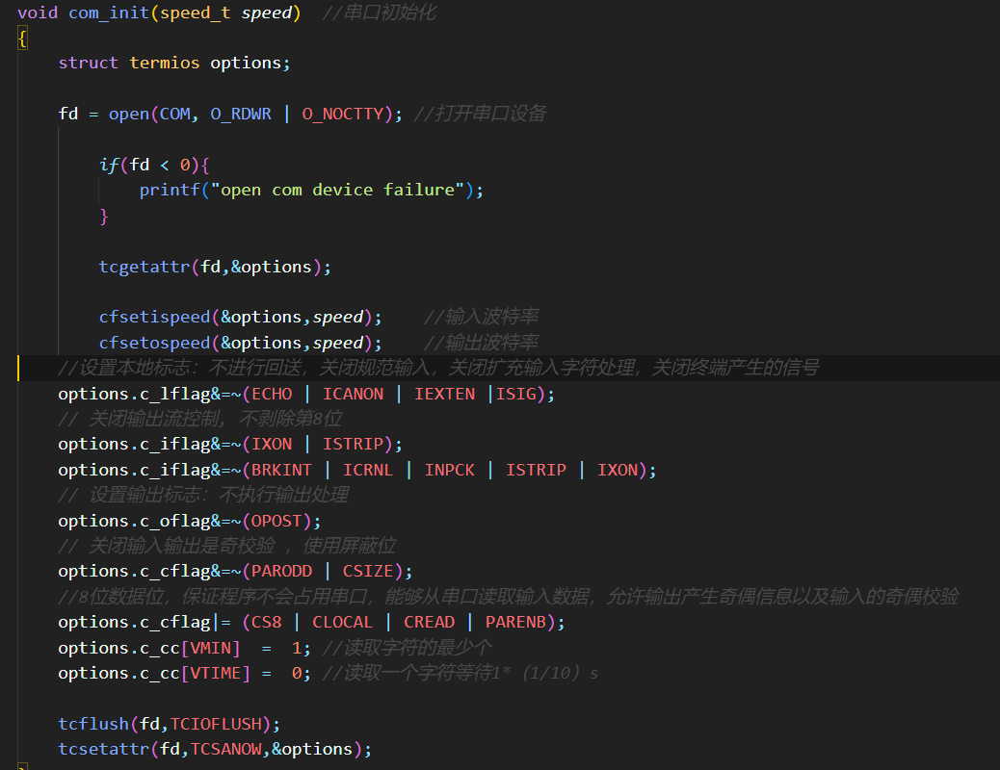 void com_init(speed_t speed)  //串口初始化
{
    struct termios options;
    fd = open(COM, O_RDWR | O_NOCTTY); //打开串口设备
        if(fd < 0){
            printf("open com device failure");
        }
        tcgetattr(fd,&options);
        cfsetispeed(&options,speed);    //输入波特率
        cfsetospeed(&options,speed);    //输出波特率
    //设置本地标志：不进行回送，关闭规范输入，关闭扩充输入字符处理，关闭终端产生的信号
    options.c_lflag&=~(ECHO | ICANON | IEXTEN |ISIG);
    // 关闭输出流控制, 不剥除第8位
    options.c_iflag&=~(IXON | ISTRIP);
    options.c_iflag&=~(BRKINT | ICRNL | INPCK | ISTRIP | IXON);
    // 设置输出标志：不执行输出处理
    options.c_oflag&=~(OPOST);
    // 关闭输入输出是奇校验 ，使用屏蔽位
    options.c_cflag&=~(PARODD | CSIZE);
    //8位数据位，保证程序不会占用串口，能够从串口读取输入数据，允许输出产生奇偶信息以及输入的奇偶校验
    options.c_cflag|= (CS8 | CLOCAL | CREAD | PARENB);
    options.c_cc[VMIN]  =  1; //读取字符的最少个
    options.c_cc[VTIME] =  0; //读取一个字符等待1*（1/10）s
    tcflush(fd,TCIOFLUSH);
    tcsetattr(fd,TCSANOW,&options);
}